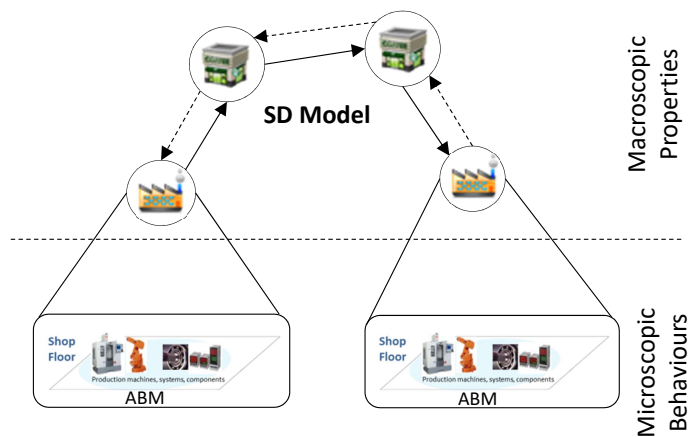 SD Model
Macroscopic
Properties
Shop
Floor
Production machines, systems, components
ABM
Shop
Floor
Production machines, systems, components
ABM
Microscopic
Behaviours